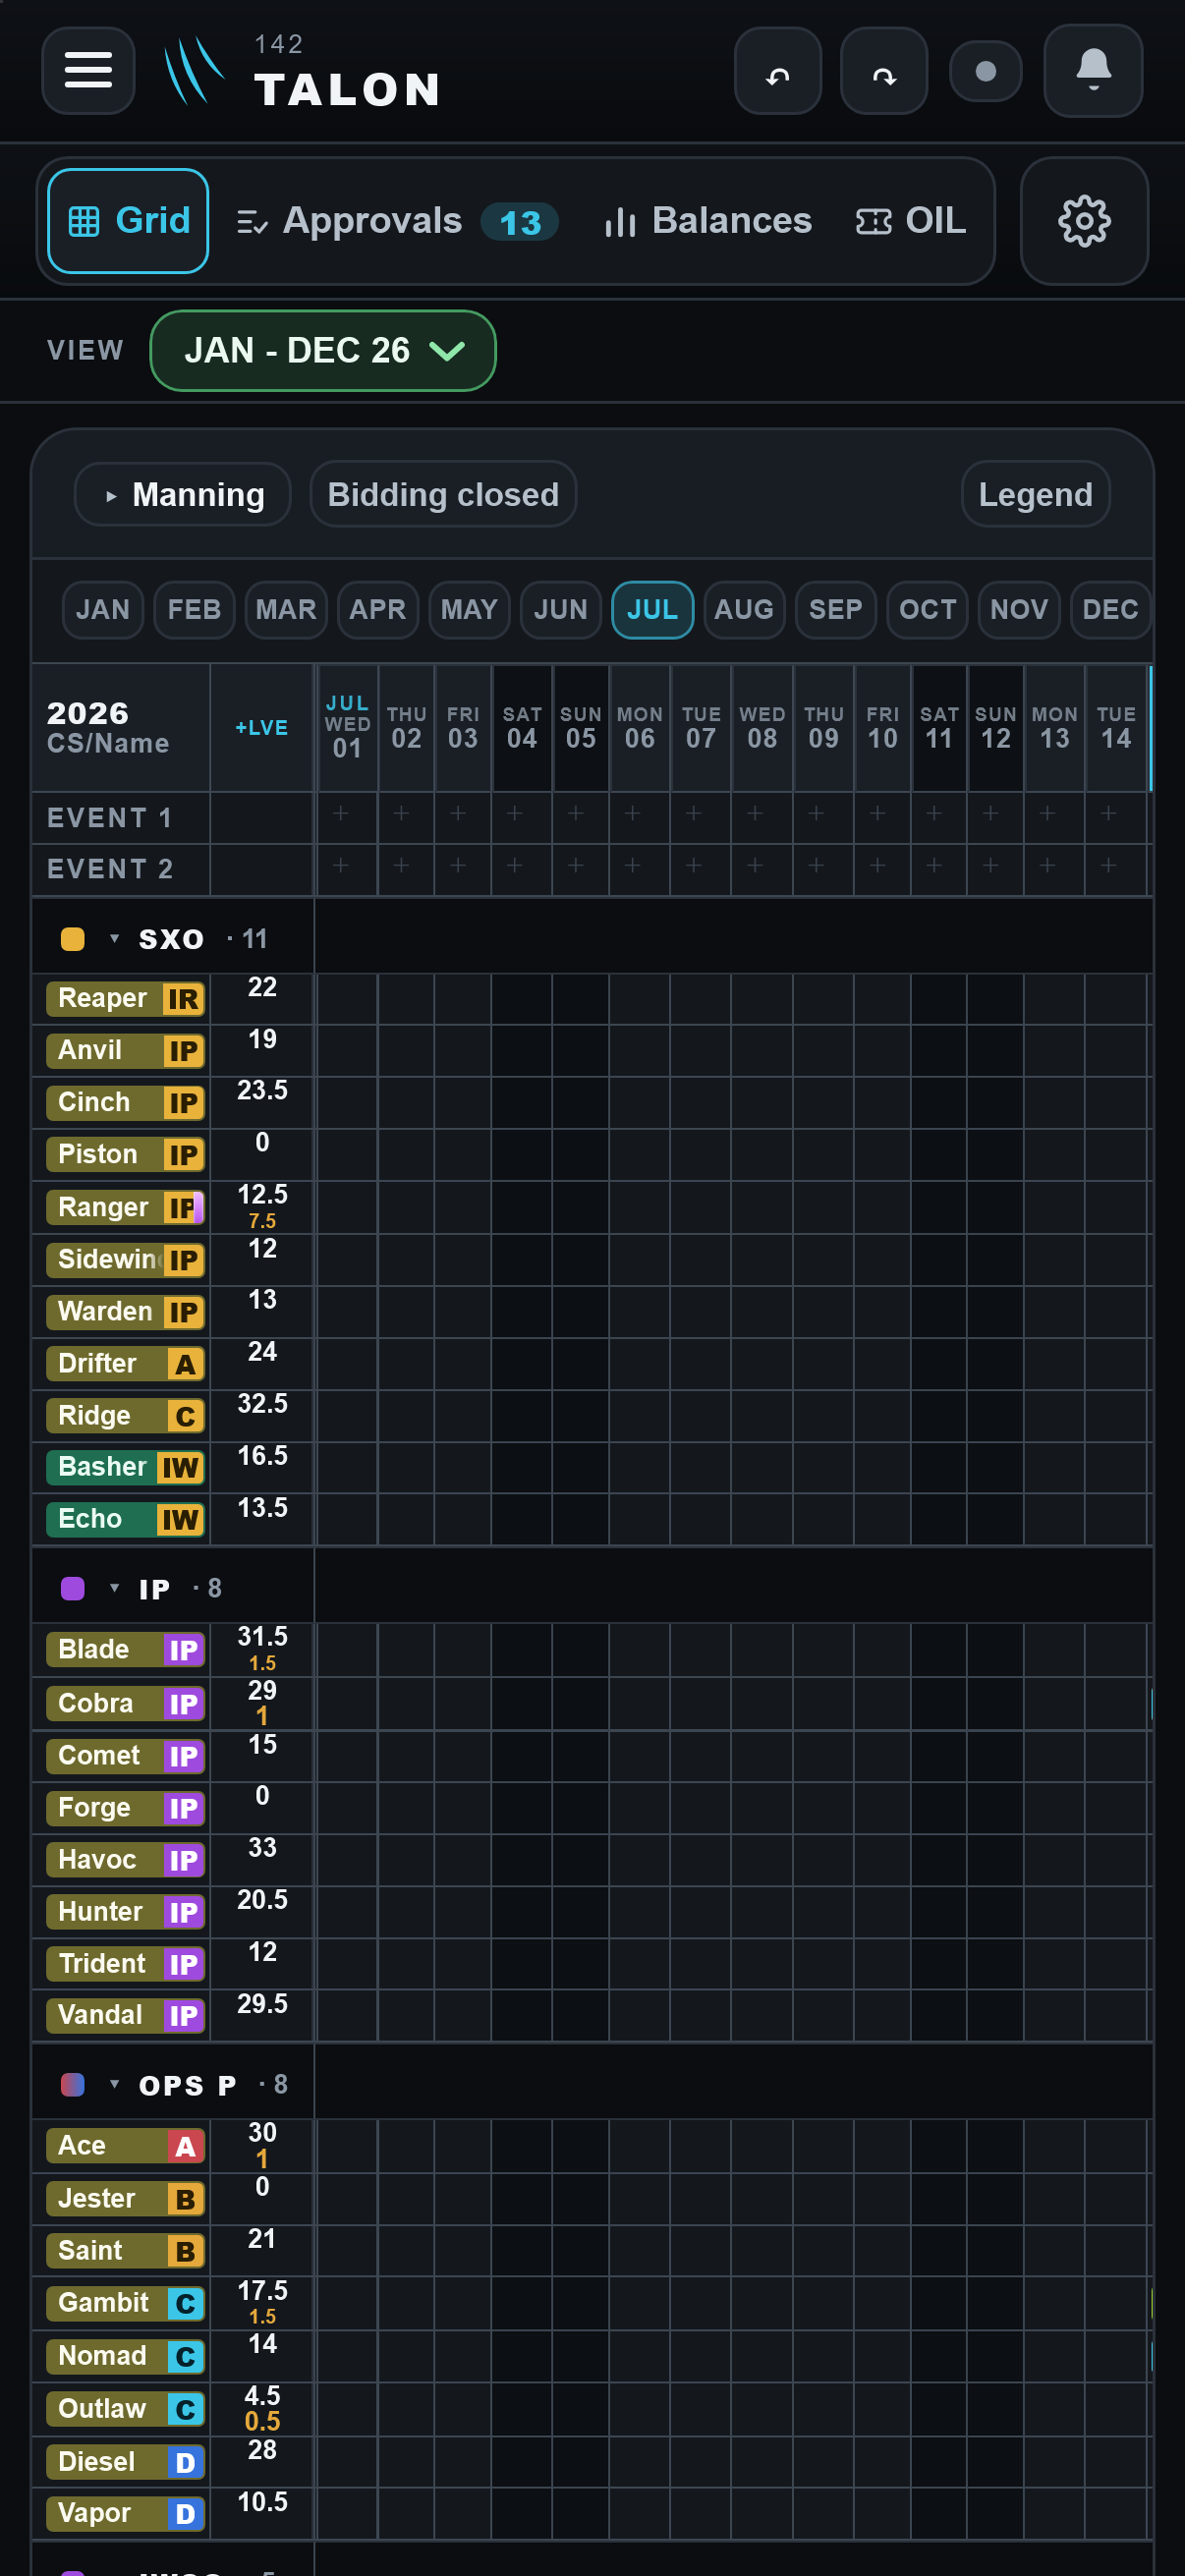 142
TALON
Grid Approvals 13 Balances OIL
VIEW JAN - DEC 26
Manning Bidding closed Legend
JAN FEB MAR APR MAY JUN JUL AUG SEP OCT NOV DEC
2026
CS/Name
+LVE
JUL WED 01
THU 02
FRI 03
SAT 04
SUN 05
MON 06
TUE 07
WED 08
THU 09
FRI 10
SAT 11
SUN 12
MON 13
TUE 14
EVENT 1 + + + + + + + + + + + + + +
EVENT 2 + + + + + + + + + + + + + +
SXO · 11
Reaper IR 22
Anvil IP 19
Cinch IP 23.5
Piston IP 0
Ranger IP 12.5
7.5
Sidewin IP 12
Warden IP 13
Drifter A 24
Ridge C 32.5
Basher IW 16.5
Echo IW 13.5
IP · 8
Blade IP 31.5
1.5
Cobra IP 29
1
Comet IP 15
Forge IP 0
Havoc IP 33
Hunter IP 20.5
Trident IP 12
Vandal IP 29.5
OPS P · 8
Ace A 30
1
Jester B 0
Saint B 21
Gambit C 17.5
1.5
Nomad C 14
Outlaw C 4.5
0.5
Diesel D 28
Vapor D 10.5